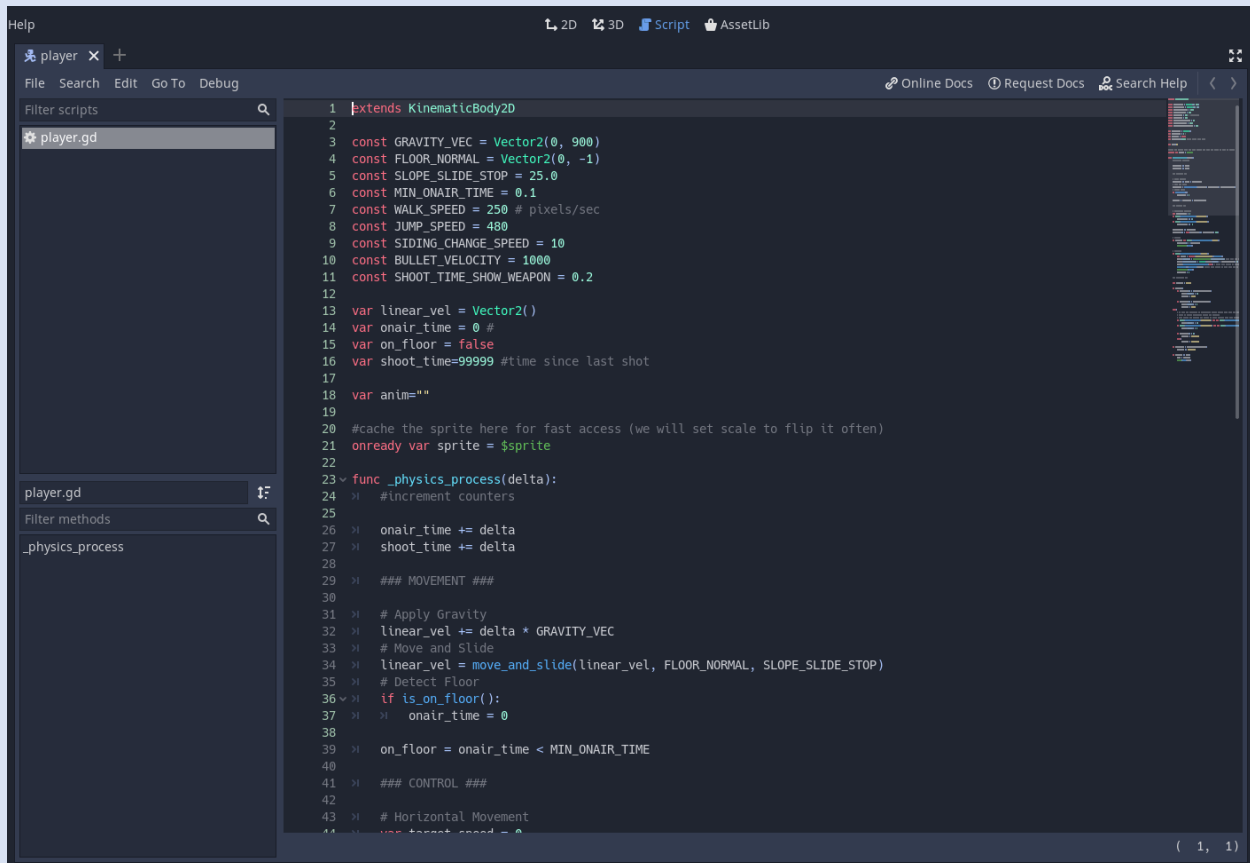 Help
2D 3D Script AssetLib
player
File Search Edit Go To Debug
Online Docs Request Docs Search Help
Filter scripts
player.gd
player.gd
Filter methods
_physics_process
1 extends KinematicBody2D
2
3 const GRAVITY_VEC = Vector2(0, 900)
4 const FLOOR_NORMAL = Vector2(0, -1)
5 const SLOPE_SLIDE_STOP = 25.0
6 const MIN_ONAIR_TIME = 0.1
7 const WALK_SPEED = 250 # pixels/sec
8 const JUMP_SPEED = 480
9 const SIDING_CHANGE_SPEED = 10
10 const BULLET_VELOCITY = 1000
11 const SHOOT_TIME_SHOW_WEAPON = 0.2
12
13 var linear_vel = Vector2()
14 var onair_time = 0 #
15 var on_floor = false
16 var shoot_time=99999 #time since last shot
17
18 var anim=""
19
20 #cache the sprite here for fast access (we will set scale to flip it often)
21 onready var sprite = $sprite
22
23 func _physics_process(delta):
24 #increment counters
25
26 onair_time += delta
27 shoot_time += delta
28
29 ### MOVEMENT ###
30
31 # Apply Gravity
32 linear_vel += delta * GRAVITY_VEC
33 # Move and Slide
34 linear_vel = move_and_slide(linear_vel, FLOOR_NORMAL, SLOPE_SLIDE_STOP)
35 # Detect Floor
36 if is_on_floor():
37 onair_time = 0
38
39 on_floor = onair_time < MIN_ONAIR_TIME
40
41 ### CONTROL ###
42
43 # Horizontal Movement
44 var target_speed = 0
( 1, 1)